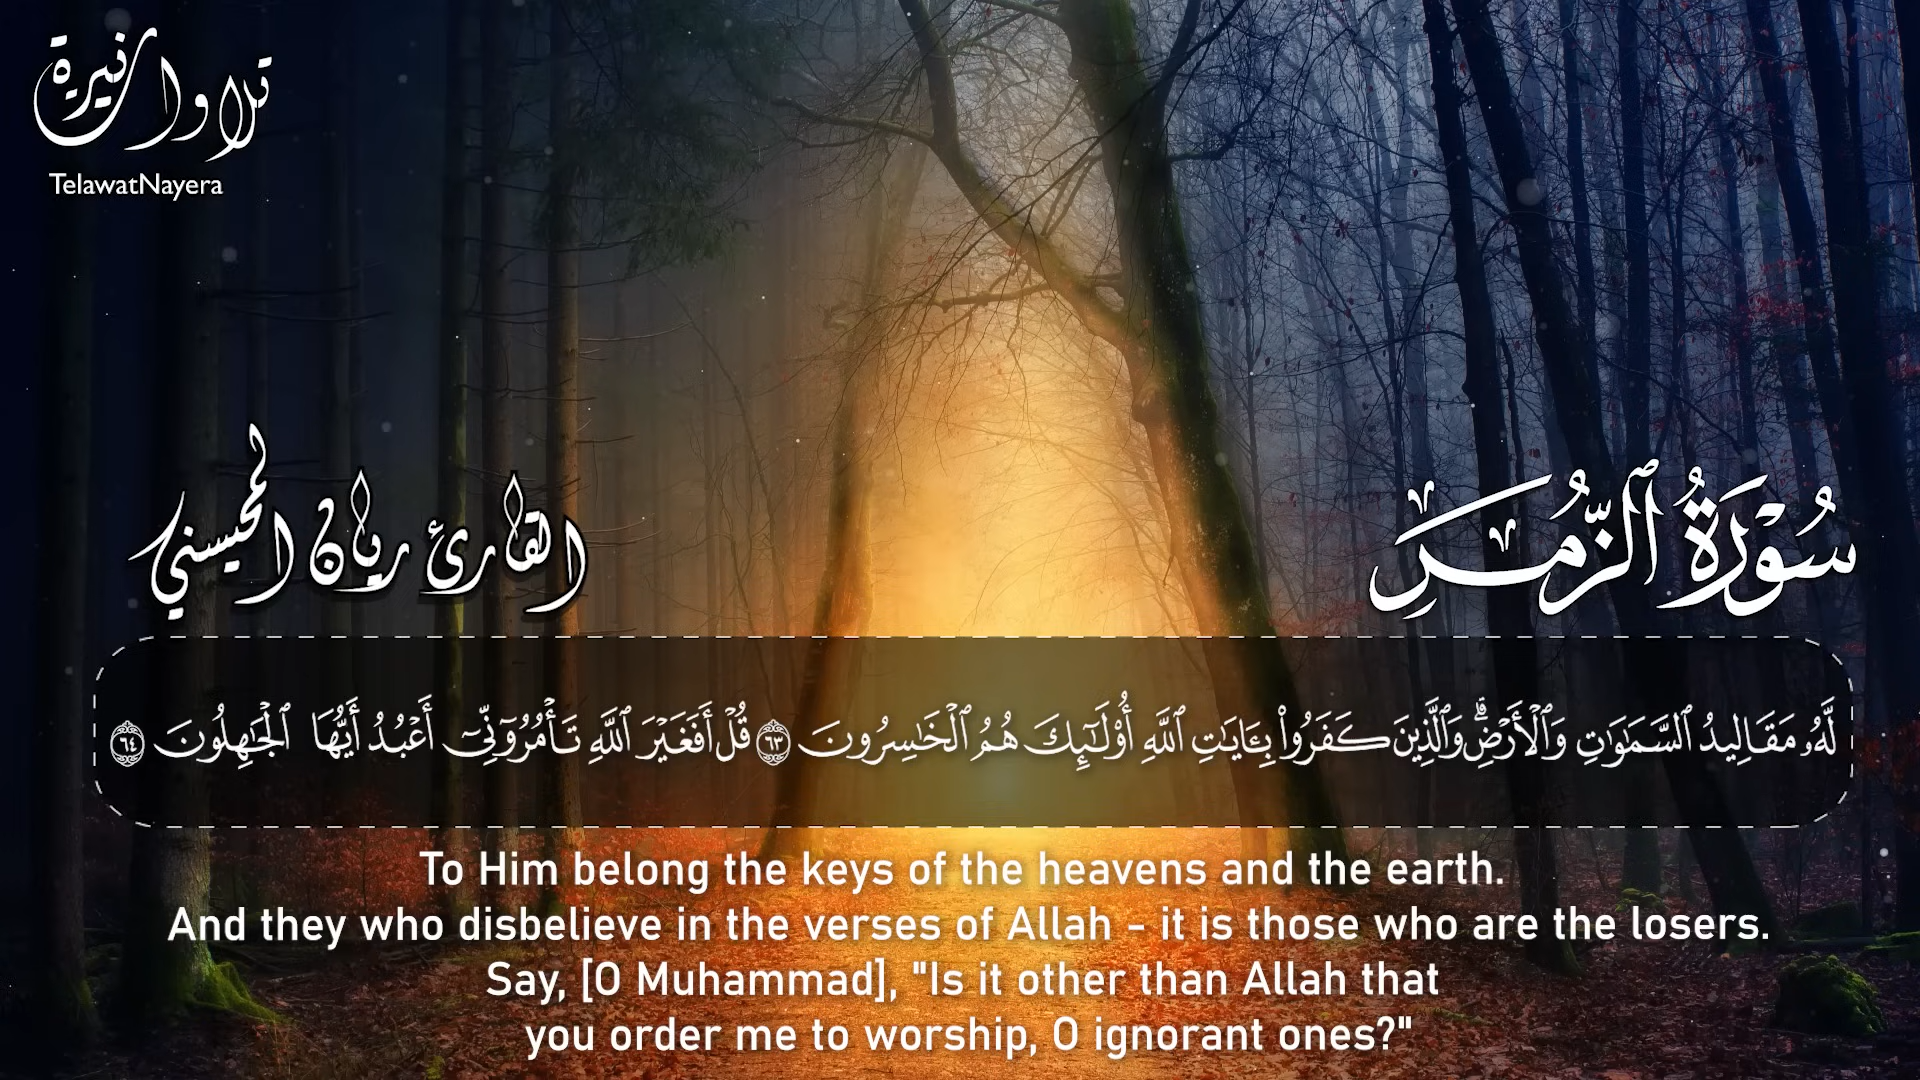 تلاوات نيرة
TelawatNayera
سُورَةُ ٱلزُّمَرِ
القارئ ريان المحيسني
لَّهُۥ مَقَالِيدُ ٱلسَّمَٰوَٰتِ وَٱلْأَرْضِۗ وَٱلَّذِينَ كَفَرُوا۟ بِـَٔايَٰتِ ٱللَّهِ أُو۟لَٰٓئِكَ هُمُ ٱلْخَٰسِرُونَ ٦٣ قُلْ أَفَغَيْرَ ٱللَّهِ تَأْمُرُوٓنِّىٓ أَعْبُدُ أَيُّهَا ٱلْجَٰهِلُونَ ٦٤
To Him belong the keys of the heavens and the earth.
And they who disbelieve in the verses of Allah - it is those who are the losers.
Say, [O Muhammad], "Is it other than Allah that
you order me to worship, O ignorant ones?"